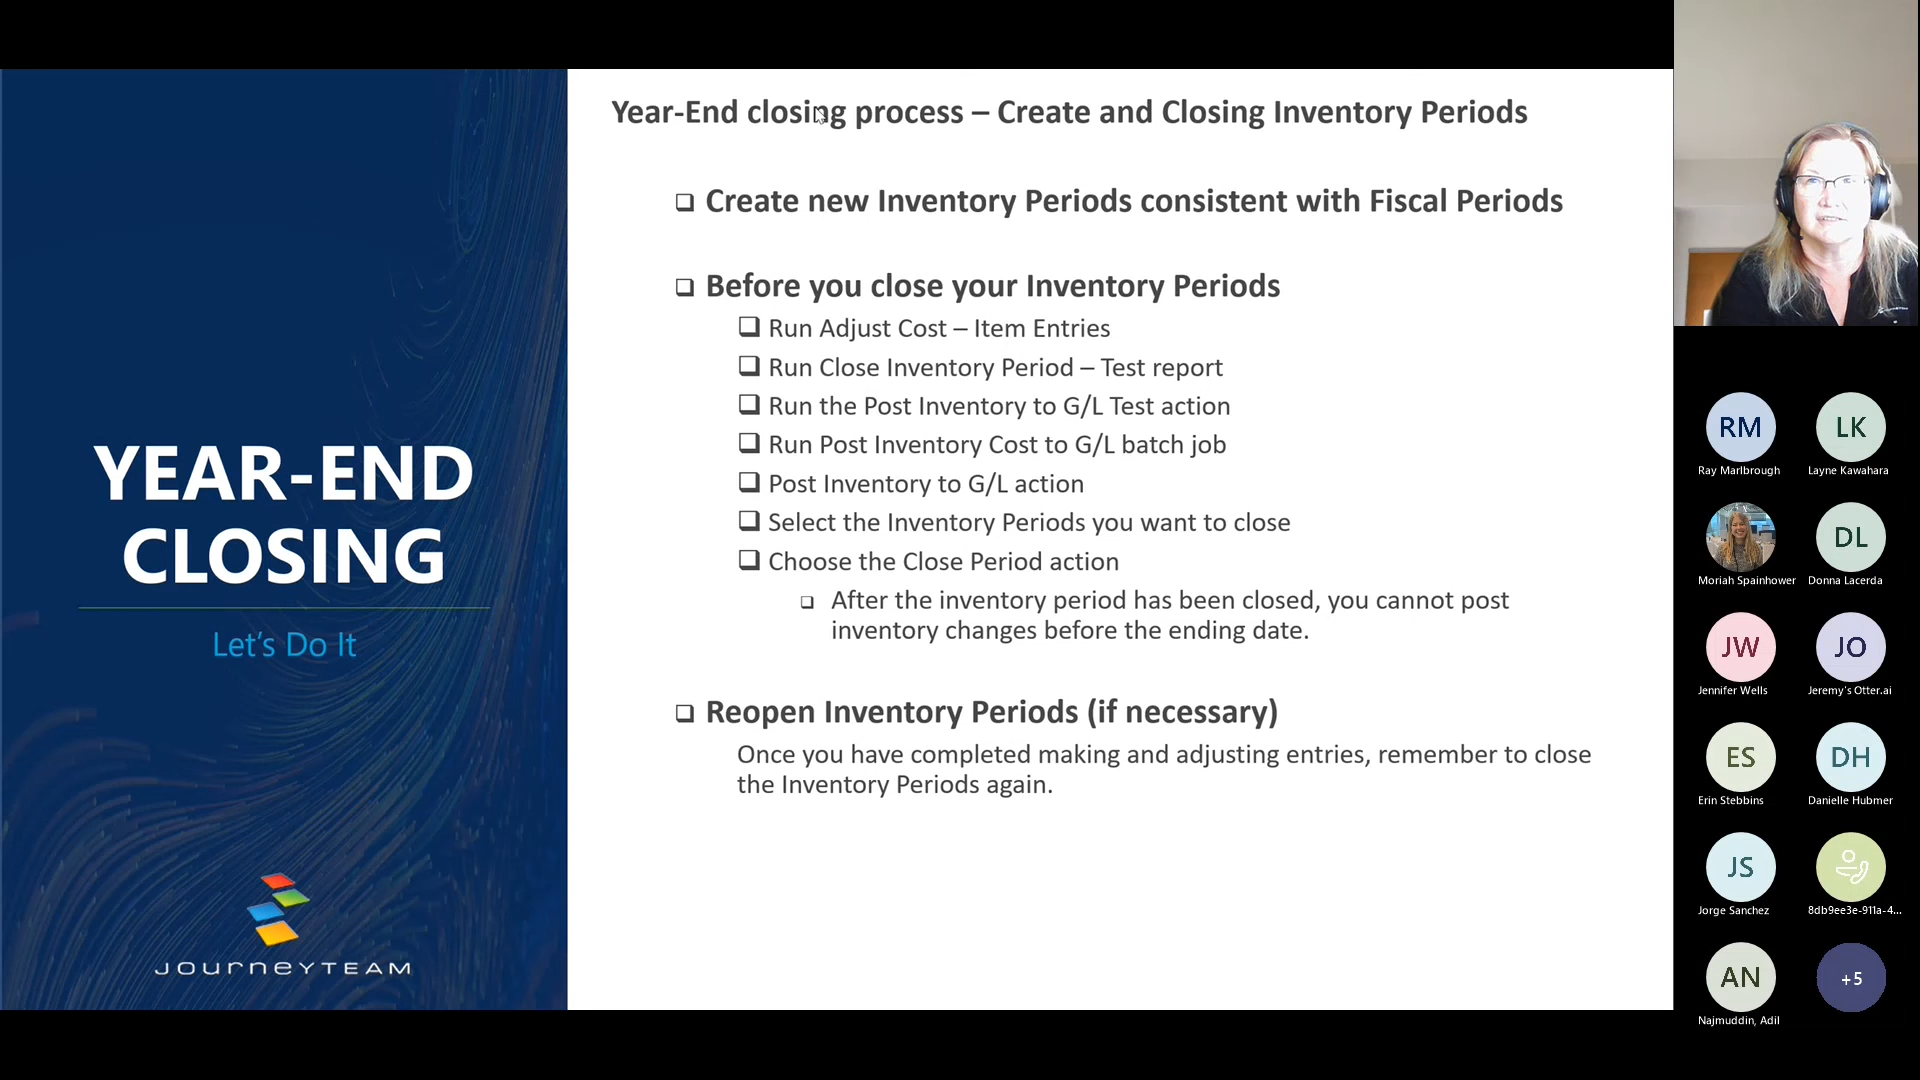 YEAR-END
CLOSING
Let's Do It
JOURNEYTEAM
Year-End closing process – Create and Closing Inventory Periods
❑ Create new Inventory Periods consistent with Fiscal Periods
❑ Before you close your Inventory Periods
❑ Run Adjust Cost – Item Entries
❑ Run Close Inventory Period – Test report
❑ Run the Post Inventory to G/L Test action
❑ Run Post Inventory Cost to G/L batch job
❑ Post Inventory to G/L action
❑ Select the Inventory Periods you want to close
❑ Choose the Close Period action
❑ After the inventory period has been closed, you cannot post
inventory changes before the ending date.
❑ Reopen Inventory Periods (if necessary)
Once you have completed making and adjusting entries, remember to close
the Inventory Periods again.
RM
Ray Marlbrough
LK
Layne Kawahara
Moriah Spainhower
DL
Donna Lacerda
JW
Jennifer Wells
JO
Jeremy's Otter.ai
ES
Erin Stebbins
DH
Danielle Hubmer
JS
Jorge Sanchez
8db9ee3e-911a-4...
AN
Najmuddin, Adil
+5